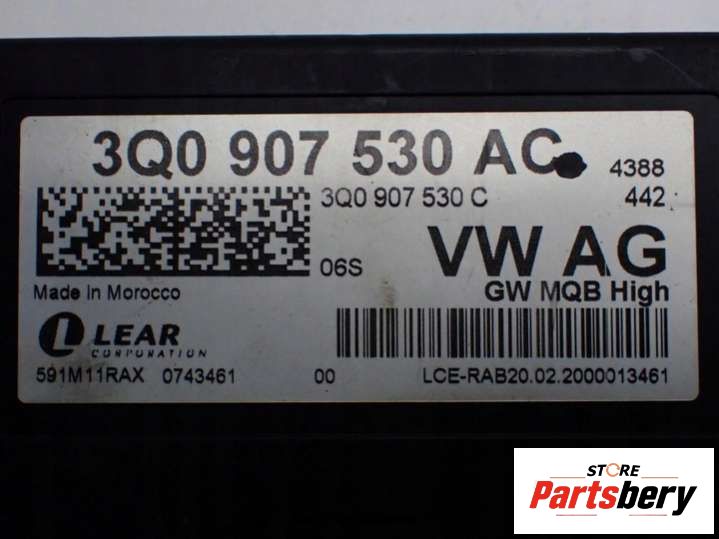 3Q0 907 530 AC
4388
3Q0 907 530 C
442
06S
VW AG
Made In Morocco
GW MQB High
LEAR
CORPORATION
591M11RAX 0743461 00 LCE-RAB20.02.2000013461
STORE
Partsbery